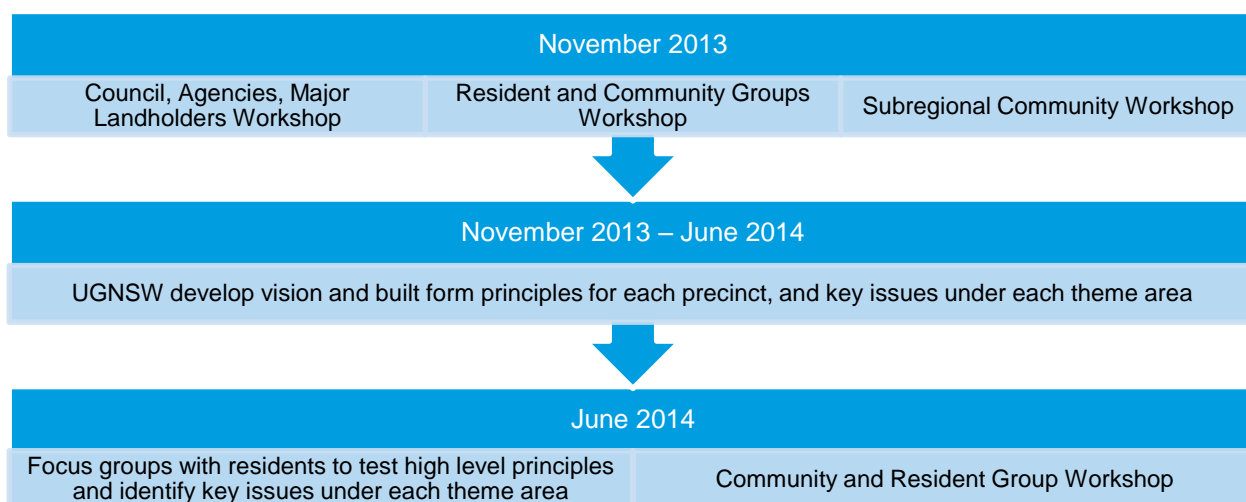 November 2013
Council, Agencies, Major
Landholders Workshop
Resident and Community Groups
Workshop
Subregional Community Workshop
November 2013 – June 2014
UGNSW develop vision and built form principles for each precinct, and key issues under each theme area
June 2014
Focus groups with residents to test high level principles
and identify key issues under each theme area
Community and Resident Group Workshop